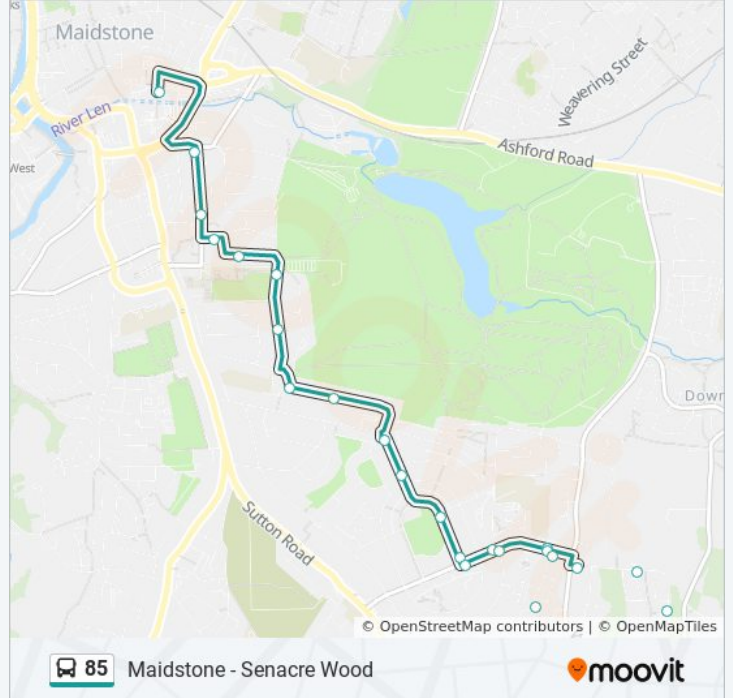 ks
Maidstone
Weavering Street
River Len
Ashford Road
West
Down
Sutton Road
© OpenStreetMap contributors | © OpenMapTiles
85 Maidstone - Senacre Wood
moovit